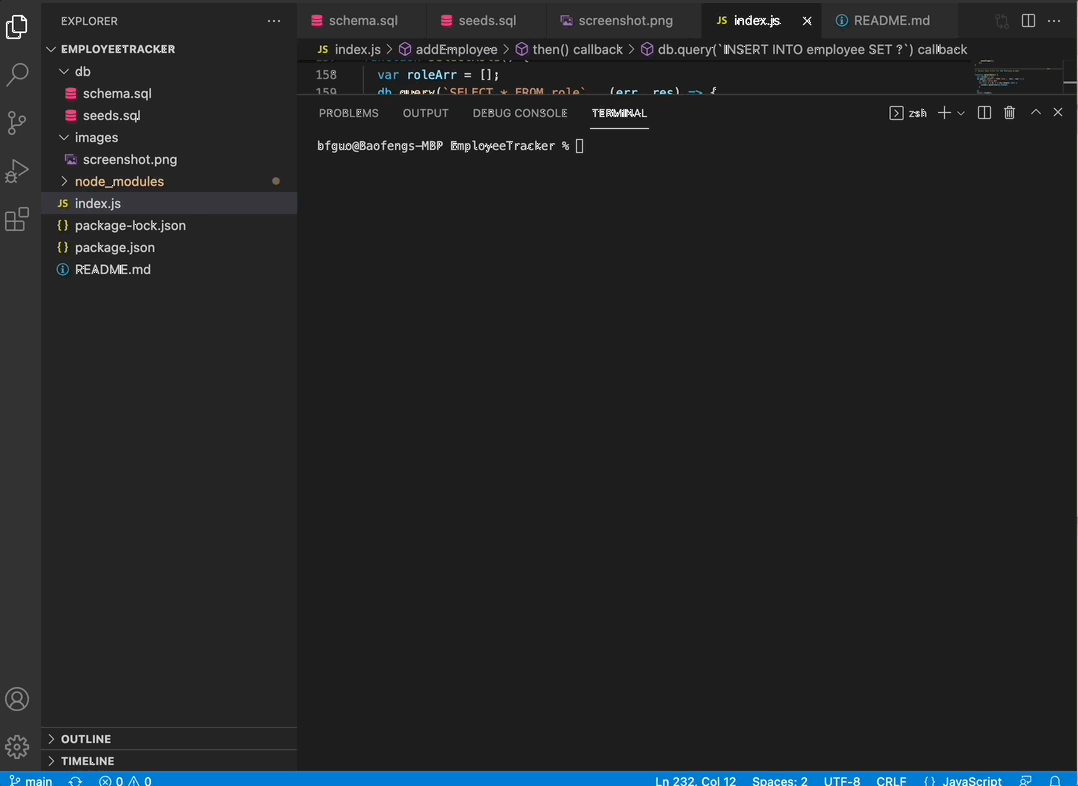 EXPLORER
EMPLOYEETRACKER
db
schema.sql
seeds.sql
images
screenshot.png
node_modules
JS index.js
{} package-lock.json
{} package.json
README.md
OUTLINE
TIMELINE
schema.sql seeds.sql screenshot.png JS index.js README.md
JS index.js > addEmployee > then() callback > db.query(`INSERT INTO employee SET ?`) callback
158 var roleArr = [];
159 db.query(`SELECT * FROM role`, (err, res) => {
PROBLEMS OUTPUT DEBUG CONSOLE TERMINAL zsh
bfguo@Baofengs-MBP EmployeeTracker %
main 0 0 Ln 232, Col 12 Spaces: 2 UTF-8 CRLF {} JavaScript